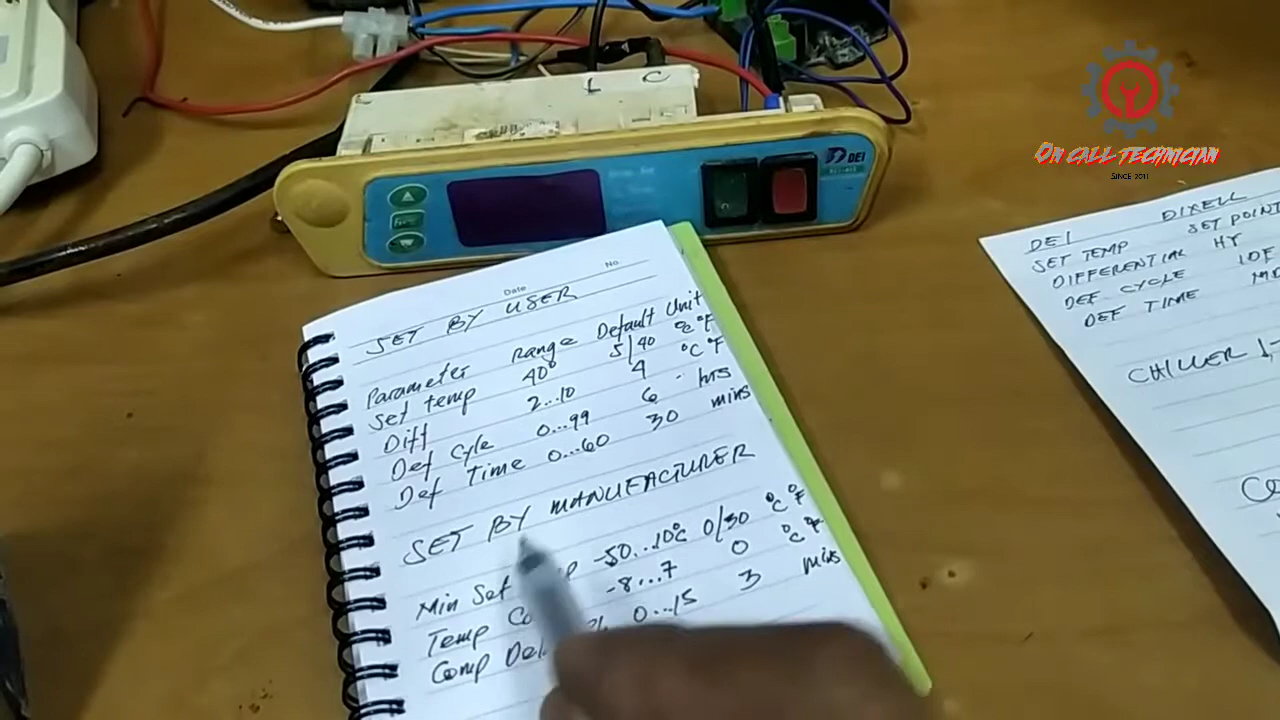 ON CALL TECHNICIAN
SINCE 2011
L C
DEI
Date
No
SET BY USER
Parameter Range Default Unit
Set temp 40° 5/40 °C °F
Diff 2...10 4 °C °F
Def Cyle 0...99 6 hrs
Def Time 0...60 30 mins
SET BY MANUFACTURER
Min Set -50...10°C 0/30 °C °F
Temp -8...7 0 °C °F
Comp 0...15 3 mins
DEI DIXELL
SET TEMP SET POINT
DIFFERENTIAL HY
DEF CYCLE IDF
DEF TIME
CHILLER